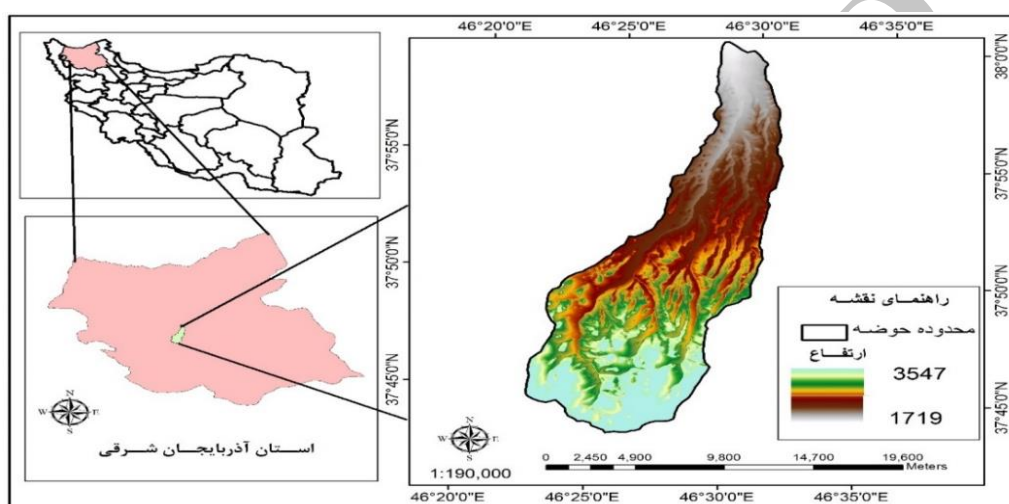 46°20'0"E 46°25'0"E 46°30'0"E 46°35'0"E
38°0'0"N
37°55'0"N
37°55'0"N
37°50'0"N
37°50'0"N
37°45'0"N
37°45'0"N
راهنمای نقشه
محدوده حوضه
ارتفاع
3547
1719
N
W E
S
استان آذربایجان شرقی
N
W E
S
1:190,000
0 2,450 4,900 9,800 14,700 19,600
Meters
46°20'0"E 46°25'0"E 46°30'0"E 46°35'0"E